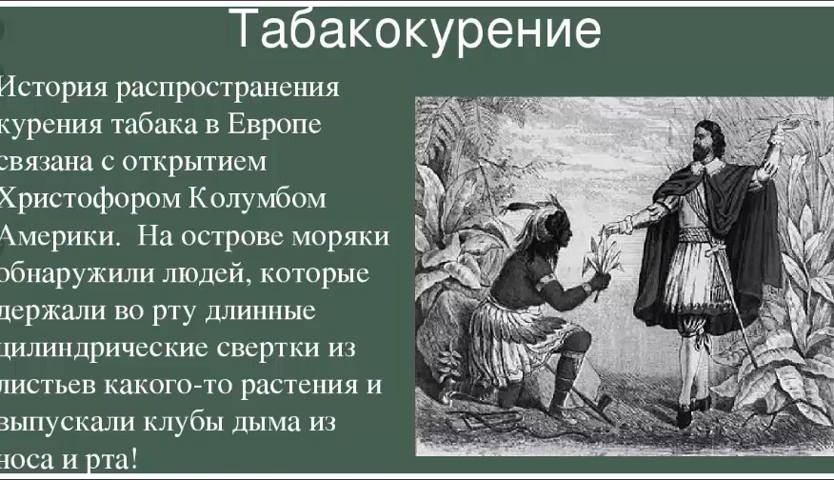 Табакокурение
История распространения
курения табака в Европе
связана с открытием
Христофором Колумбом
Америки. На острове моряки
обнаружили людей, которые
держали во рту длинные
цилиндрические свертки из
листьев какого-то растения и
выпускали клубы дыма из
носа и рта!